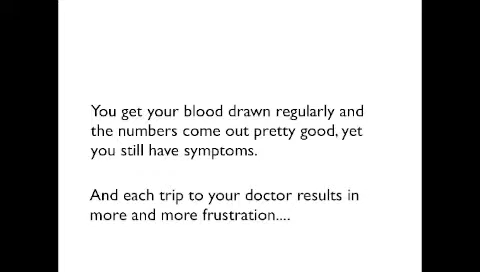 You get your blood drawn regularly and
the numbers come out pretty good, yet
you still have symptoms.
And each trip to your doctor results in
more and more frustration....